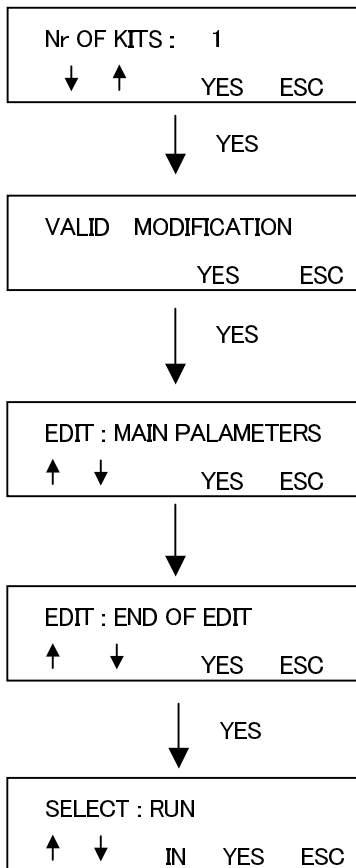 Nr OF KITS : 1
↓ ↑ YES ESC
YES
VALID MODIFICATION
YES ESC
YES
EDIT : MAIN PALAMETERS
↑ ↓ YES ESC
EDIT : END OF EDIT
↑ ↓ YES ESC
YES
SELECT : RUN
↑ ↓ IN YES ESC